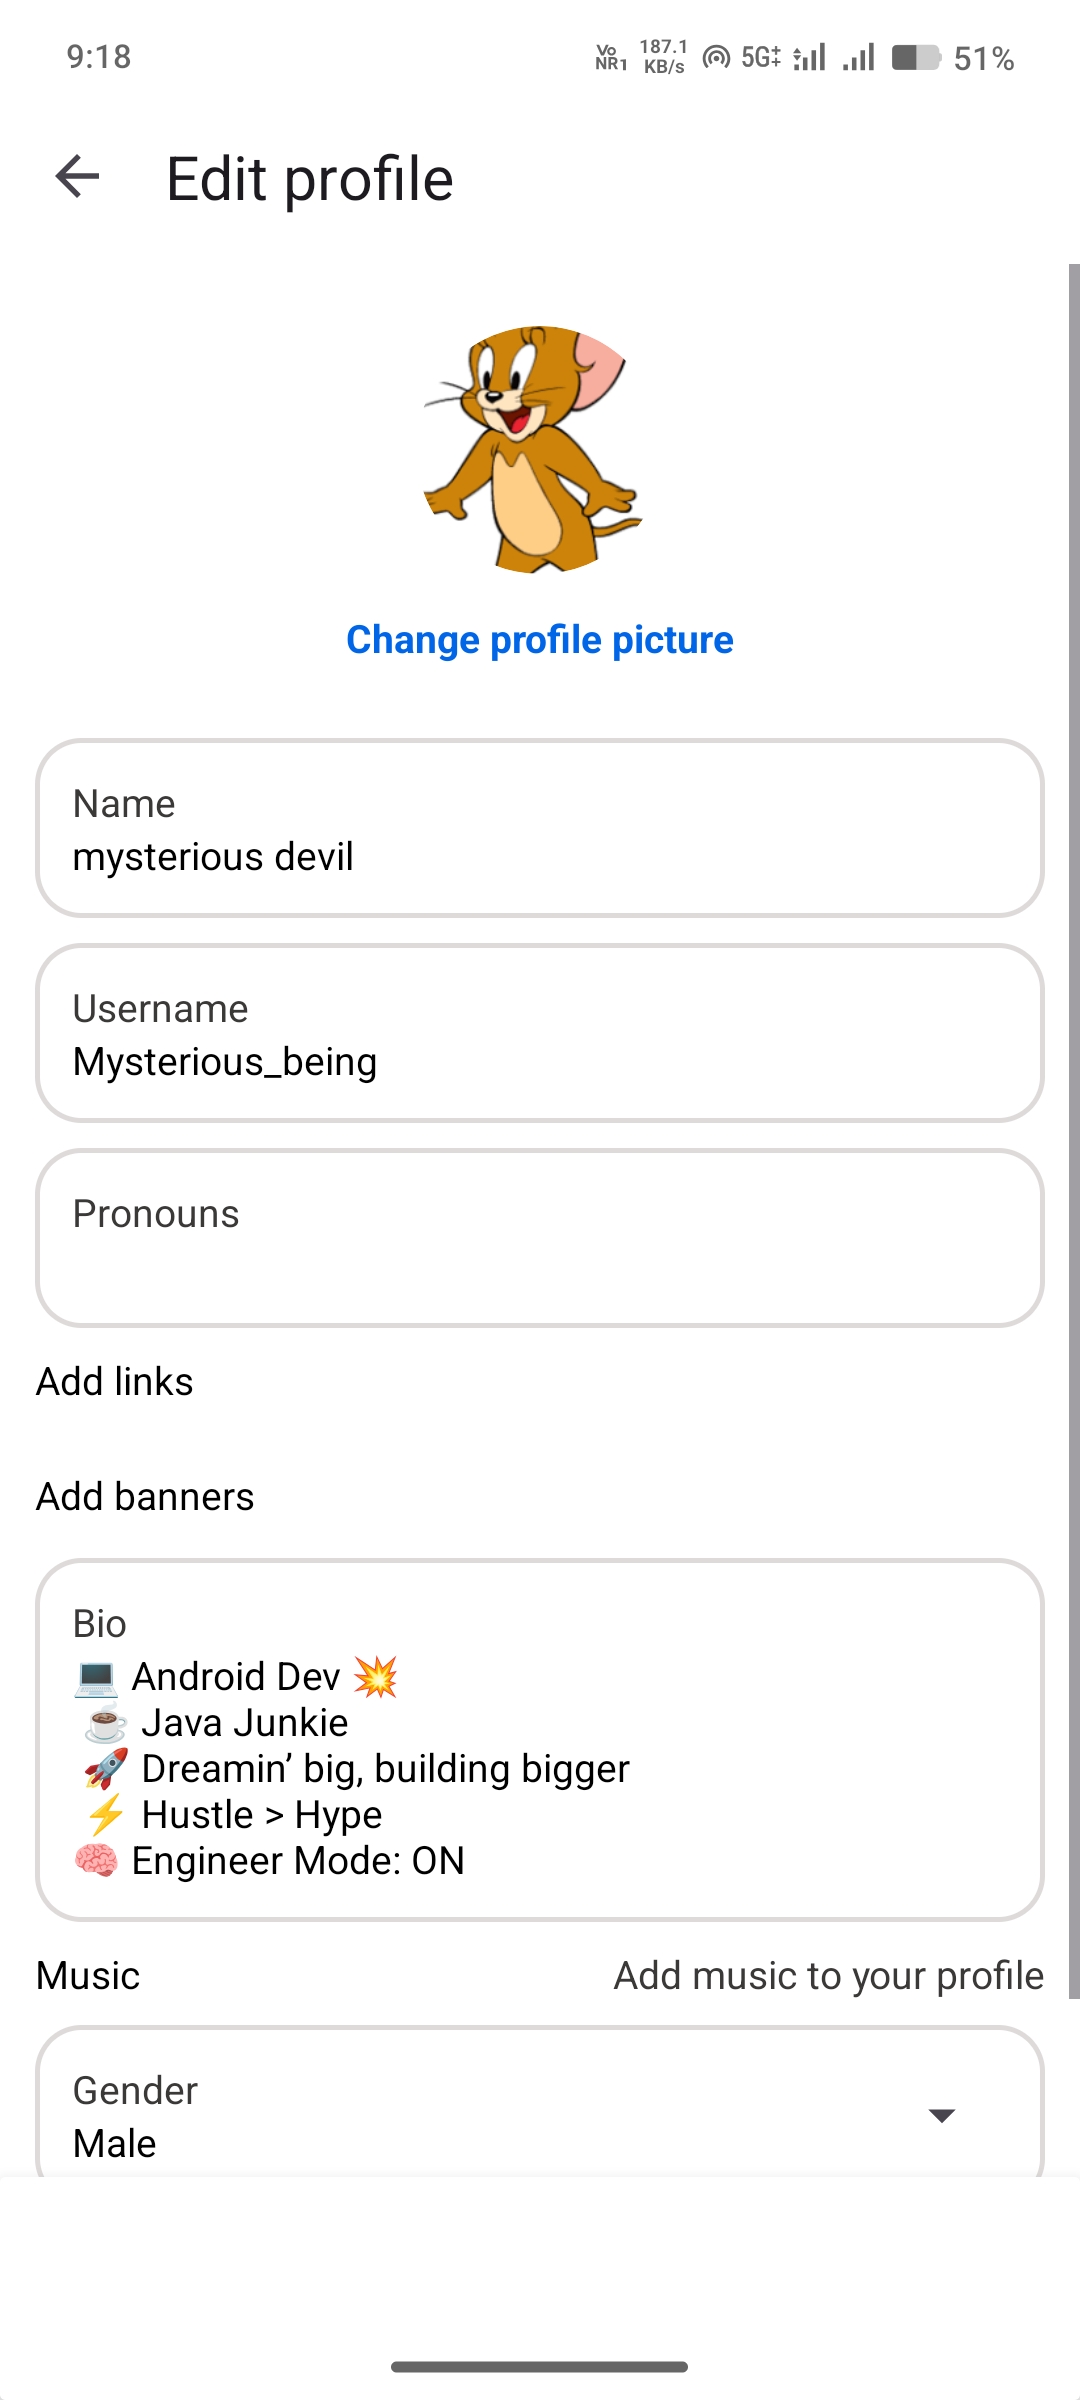 9:18
Vo NR1 187.1 KB/s 5G 51%
Edit profile
Change profile picture
Name
mysterious devil
Username
Mysterious_being
Pronouns
Add links
Add banners
Bio
💻 Android Dev 💥
☕ Java Junkie
🚀 Dreamin’ big, building bigger
⚡ Hustle > Hype
🧠 Engineer Mode: ON
Music Add music to your profile
Gender
Male